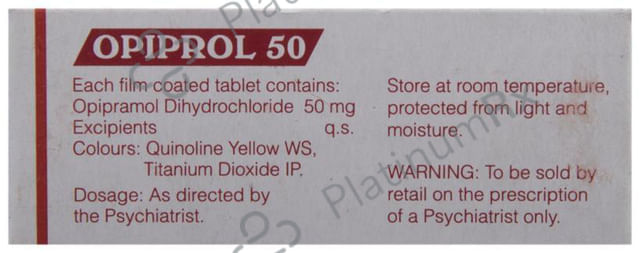 OPIPROL 50
Each film-coated tablet contains:
Opipramol Dihydrochloride 50 mg
Excipients q.s.
Colours: Quinoline Yellow WS,
Titanium Dioxide IP.
Dosage: As directed by
the Psychiatrist.
Store at room temperature,
protected from light and
moisture.
WARNING: To be sold by
retail on the prescription
of a Psychiatrist only.
PlatinumRx